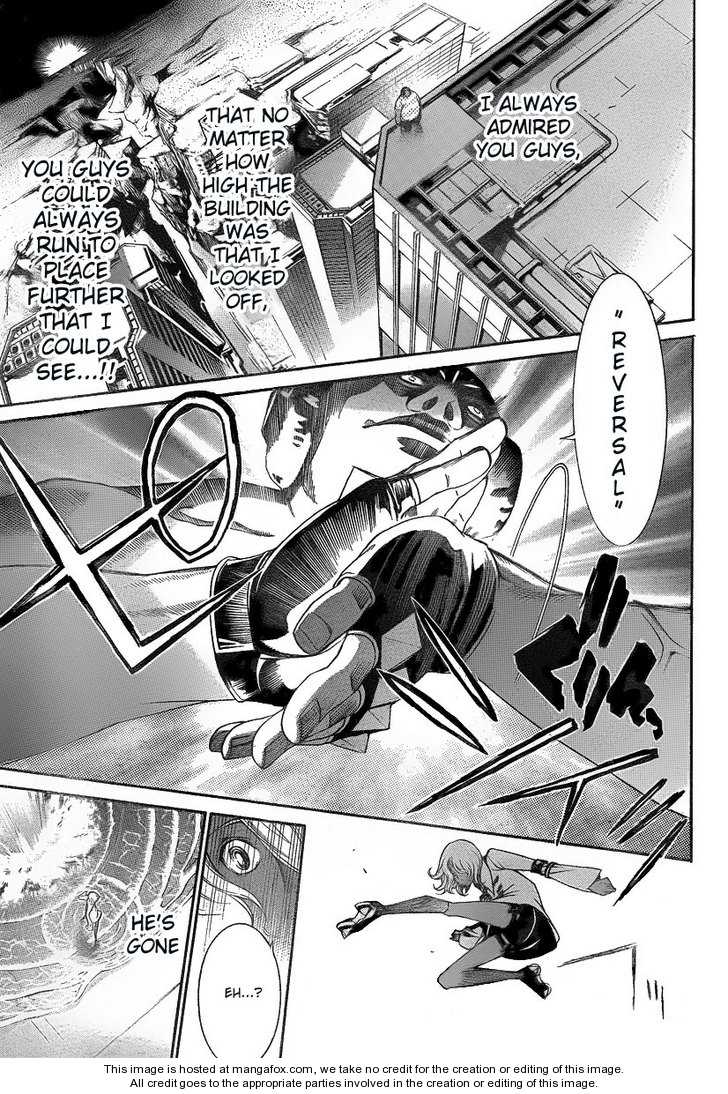 I ALWAYS
ADMIRED
YOU GUYS,
THAT NO
MATTER
HOW
HIGH THE
BUILDING
WAS
THAT I
LOOKED
OFF,
YOU GUYS
COULD
ALWAYS
RUN TO
PLACE
FURTHER
THAT I
COULD
SEE...!!
"REVERSAL"
EH...?
HE'S
GONE
This image is hosted at mangafox.com, we take no credit for the creation or editing of this image.
All credit goes to the appropriate parties involved in the creation or editing of this image.